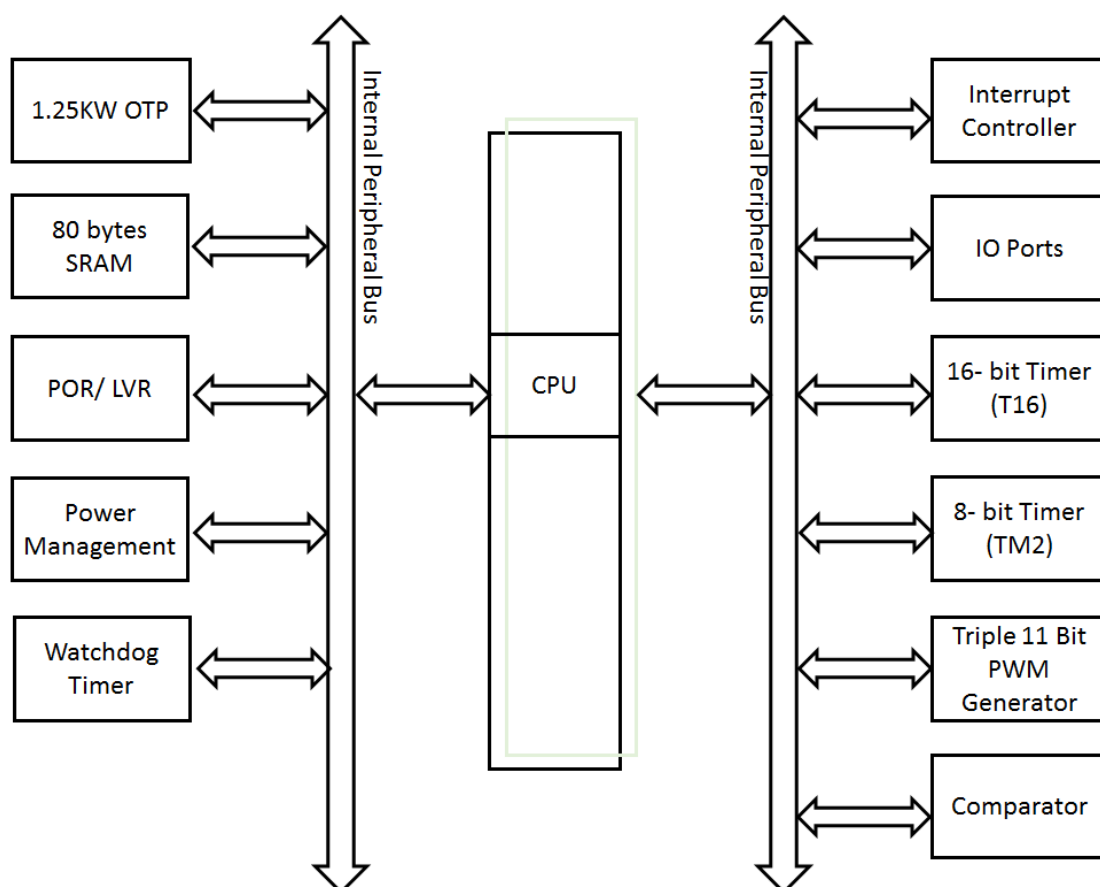 1.25KW OTP
80 bytes
SRAM
POR/ LVR
Power
Management
Watchdog
Timer
Internal Peripheral Bus
CPU
Internal Peripheral Bus
Interrupt
Controller
IO Ports
16- bit Timer
(T16)
8- bit Timer
(TM2)
Triple 11 Bit
PWM
Generator
Comparator